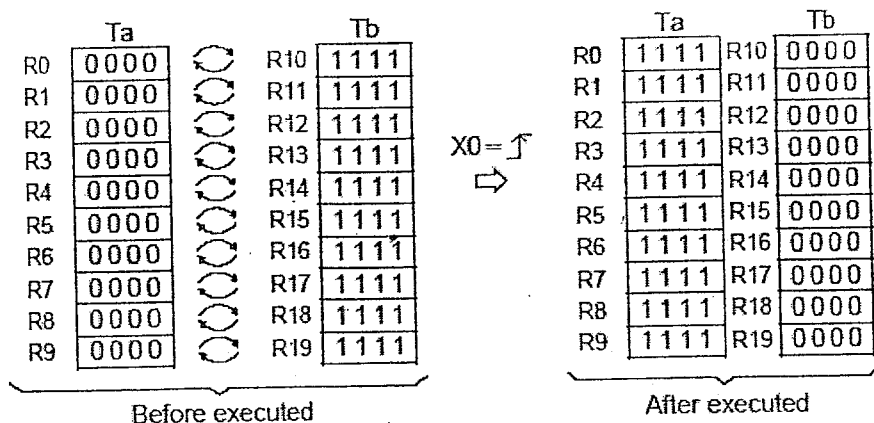 Ta Tb Ta Tb
R0 0000 R10 1111 R0 1111 R10 0000
R1 0000 R11 1111 R1 1111 R11 0000
R2 0000 R12 1111 R2 1111 R12 0000
R3 0000 R13 1111 X0= R3 1111 R13 0000
R4 0000 R14 1111 R4 1111 R14 0000
R5 0000 R15 1111 R5 1111 R15 0000
R6 0000 R16 1111 R6 1111 R16 0000
R7 0000 R17 1111 R7 1111 R17 0000
R8 0000 R18 1111 R8 1111 R18 0000
R9 0000 R19 1111 R9 1111 R19 0000
Before executed After executed